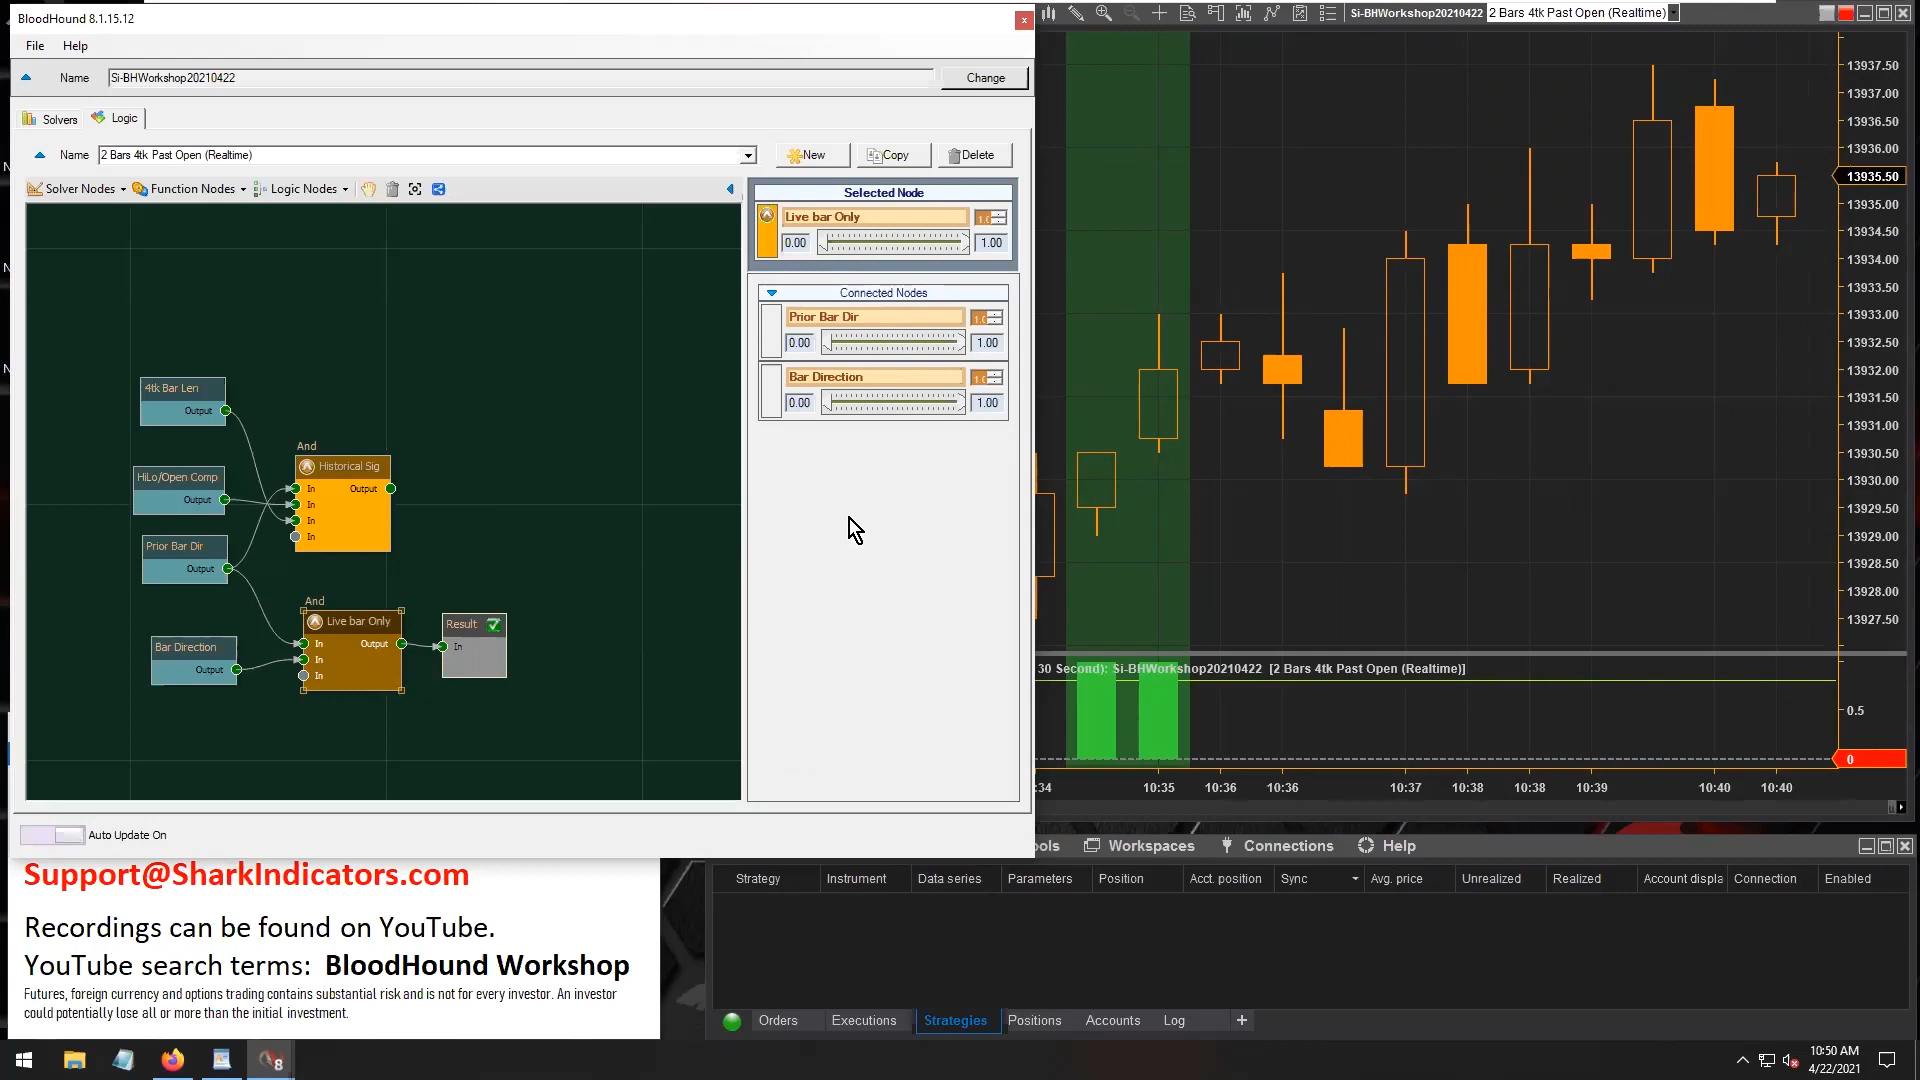 BloodHound 8.1.15.12
File Help
Name Si-BHWorkshop20210422 Change
Solvers Logic
Name 2 Bars 4tk Past Open (Realtime) New Copy Delete
Solver Nodes Function Nodes Logic Nodes
Selected Node
Live bar Only
0.00 1.00
Connected Nodes
Prior Bar Dir
0.00 1.00
Bar Direction
0.00 1.00
4tk Bar Len
Output
And
Historical Sig
In Output
In
In
In
HiLo/Open Comp
Output
Prior Bar Dir
Output
And
Live bar Only
In Output
In
In
Result
In
Bar Direction
Output
Auto Update On
Si-BHWorkshop20210422 2 Bars 4tk Past Open (Realtime)
13937.50
13937.00
13936.50
13936.00
13935.50
13935.00
13934.50
13934.00
13933.50
13933.00
13932.50
13932.00
13931.50
13931.00
13930.50
13930.00
13929.50
13929.00
13928.50
13928.00
13927.50
30 Second): Si-BHWorkshop20210422 [2 Bars 4tk Past Open (Realtime)]
0.5
0
:34 10:35 10:36 10:36 10:37 10:38 10:38 10:39 10:40 10:40
ols Workspaces Connections Help
Strategy Instrument Data series Parameters Position Acct. position Sync Avg. price Unrealized Realized Account displa Connection Enabled
Orders Executions Strategies Positions Accounts Log +
Support@SharkIndicators.com
Recordings can be found on YouTube.
YouTube search terms: BloodHound Workshop
Futures, foreign currency and options trading contains substantial risk and is not for every investor. An investor
could potentially lose all or more than the initial investment.
8
10:50 AM
4/22/2021